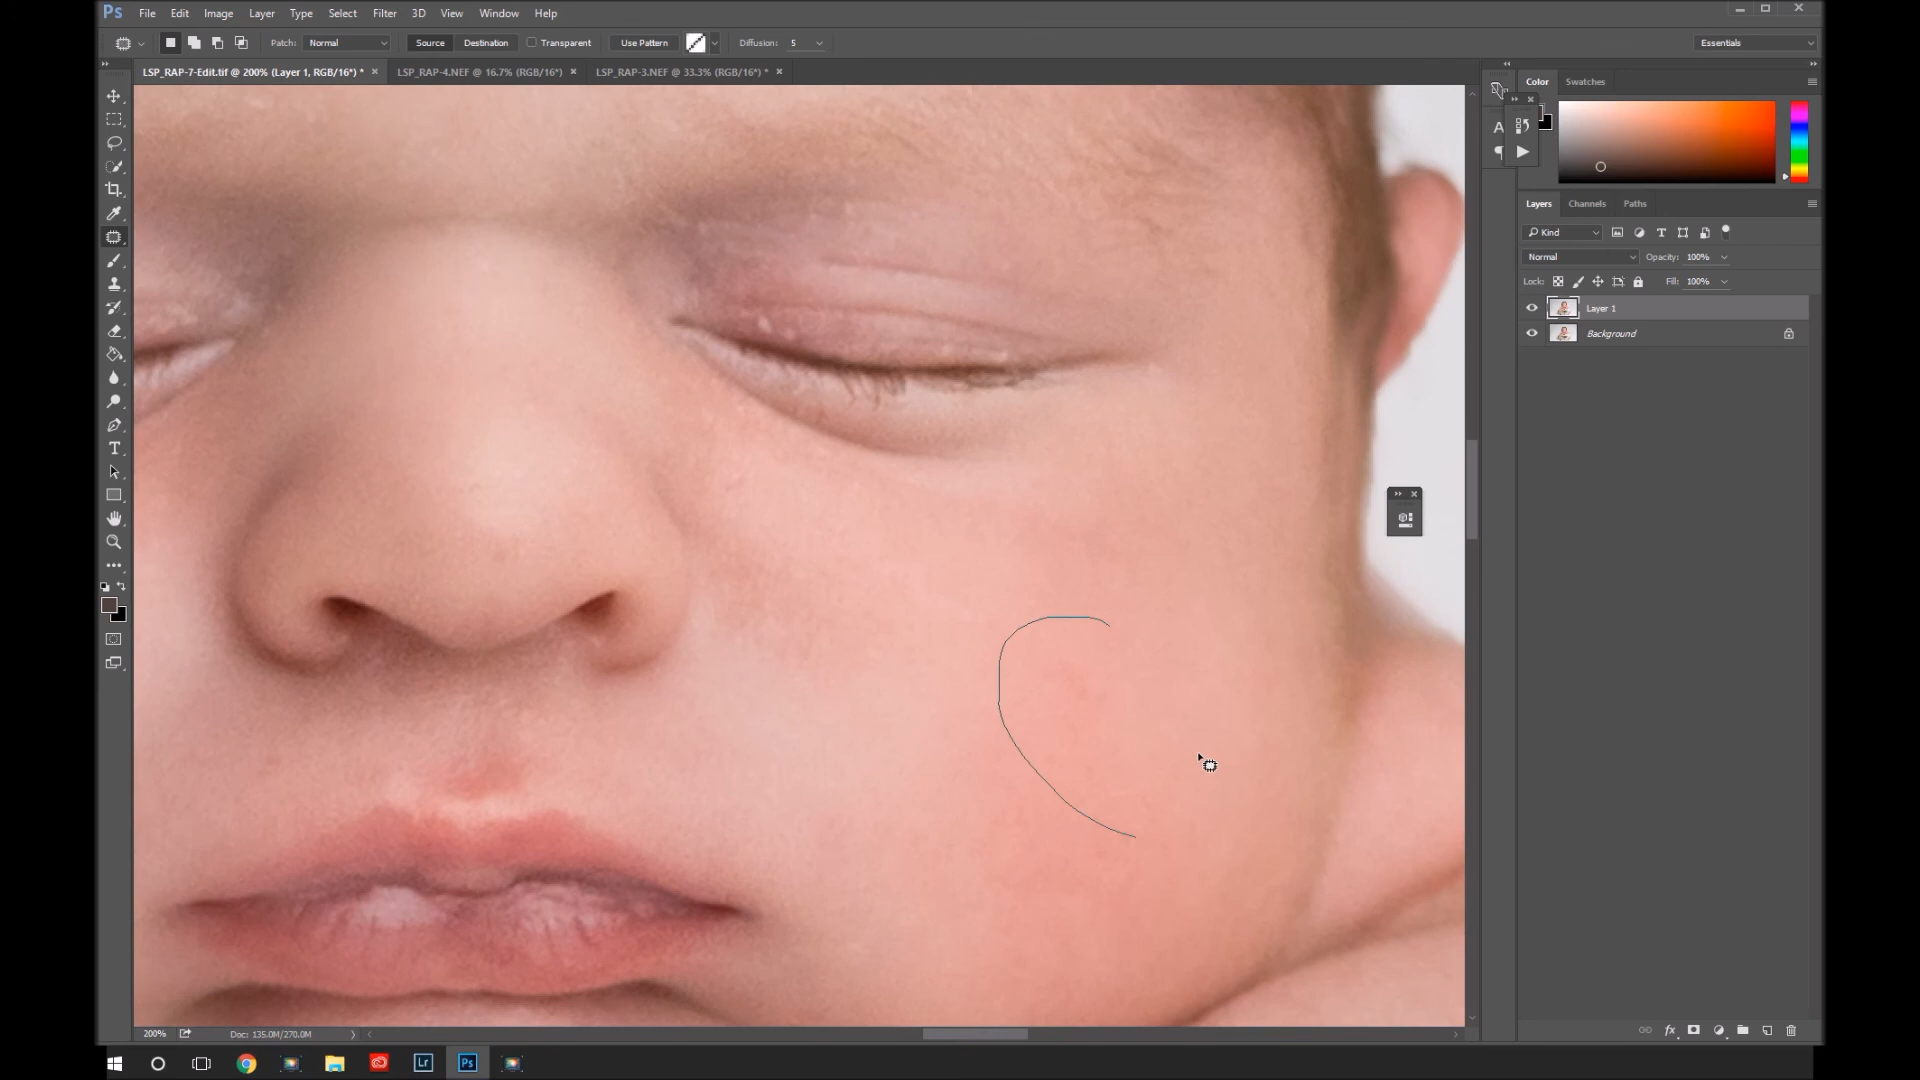 Ps File Edit Image Layer Type Select Filter 3D View Window Help
Patch: Normal Source Destination Transparent Use Pattern Diffusion: 5 Essentials
LSP_RAP-7-Edit.tif @ 200% (Layer 1, RGB/16*) * LSP_RAP-4.NEF @ 16.7% (RGB/16*) LSP_RAP-3.NEF @ 33.3% (RGB/16*) *
Color Swatches
Layers Channels Paths
Kind
Normal Opacity: 100%
Lock: Fill: 100%
Layer 1
Background
200% Doc: 135.0M/270.0M
fx
Lr Ps